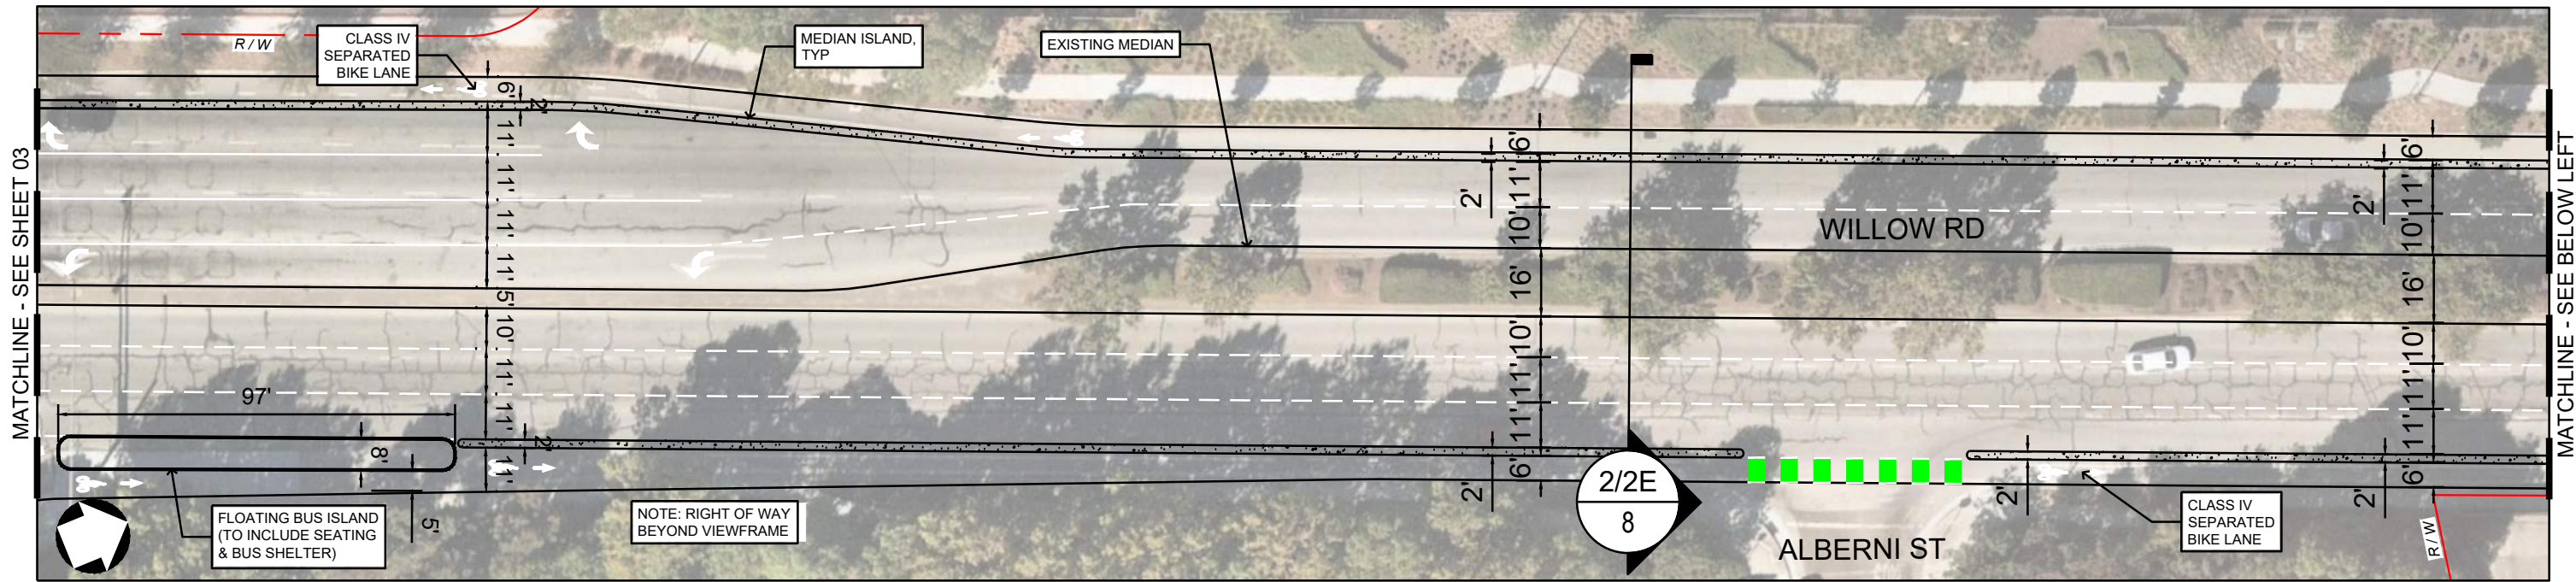 MATCHLINE - SEE SHEET 03
R / W
CLASS IV
SEPARATED
BIKE LANE
MEDIAN ISLAND,
TYP
EXISTING MEDIAN
6'
2'
11'
11'
11'
11'
5'
10'
11'
11'
2'
11'
97'
8'
5'
FLOATING BUS ISLAND
(TO INCLUDE SEATING
& BUS SHELTER)
NOTE: RIGHT OF WAY
BEYOND VIEWFRAME
6'
2'
11'
10'
16'
10'
11'
11'
2'
6'
2/2E
8
WILLOW RD
ALBERNI ST
2'
CLASS IV
SEPARATED
BIKE LANE
6'
2'
11'
10'
16'
10'
11'
11'
2'
6'
R / W
MATCHLINE - SEE BELOW LEFT